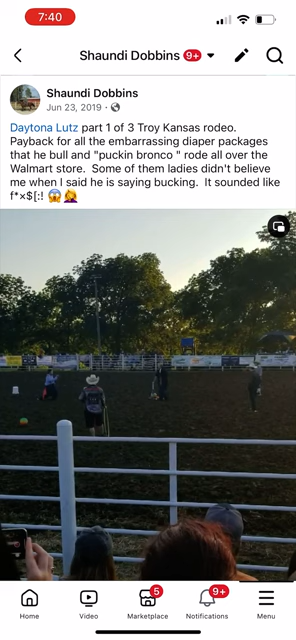 7:40
Shaundi Dobbins 9+
Shaundi Dobbins
Jun 23, 2019 ·
Daytona Lutz part 1 of 3 Troy Kansas rodeo.
Payback for all the embarrassing diaper packages
that he bull and "puckin bronco " rode all over the
Walmart store.  Some of them ladies didn't believe
me when I said he is saying bucking.  It sounded like
f*×$[:! 😱🤦
5
9+
Home
Video
Marketplace
Notifications
Menu